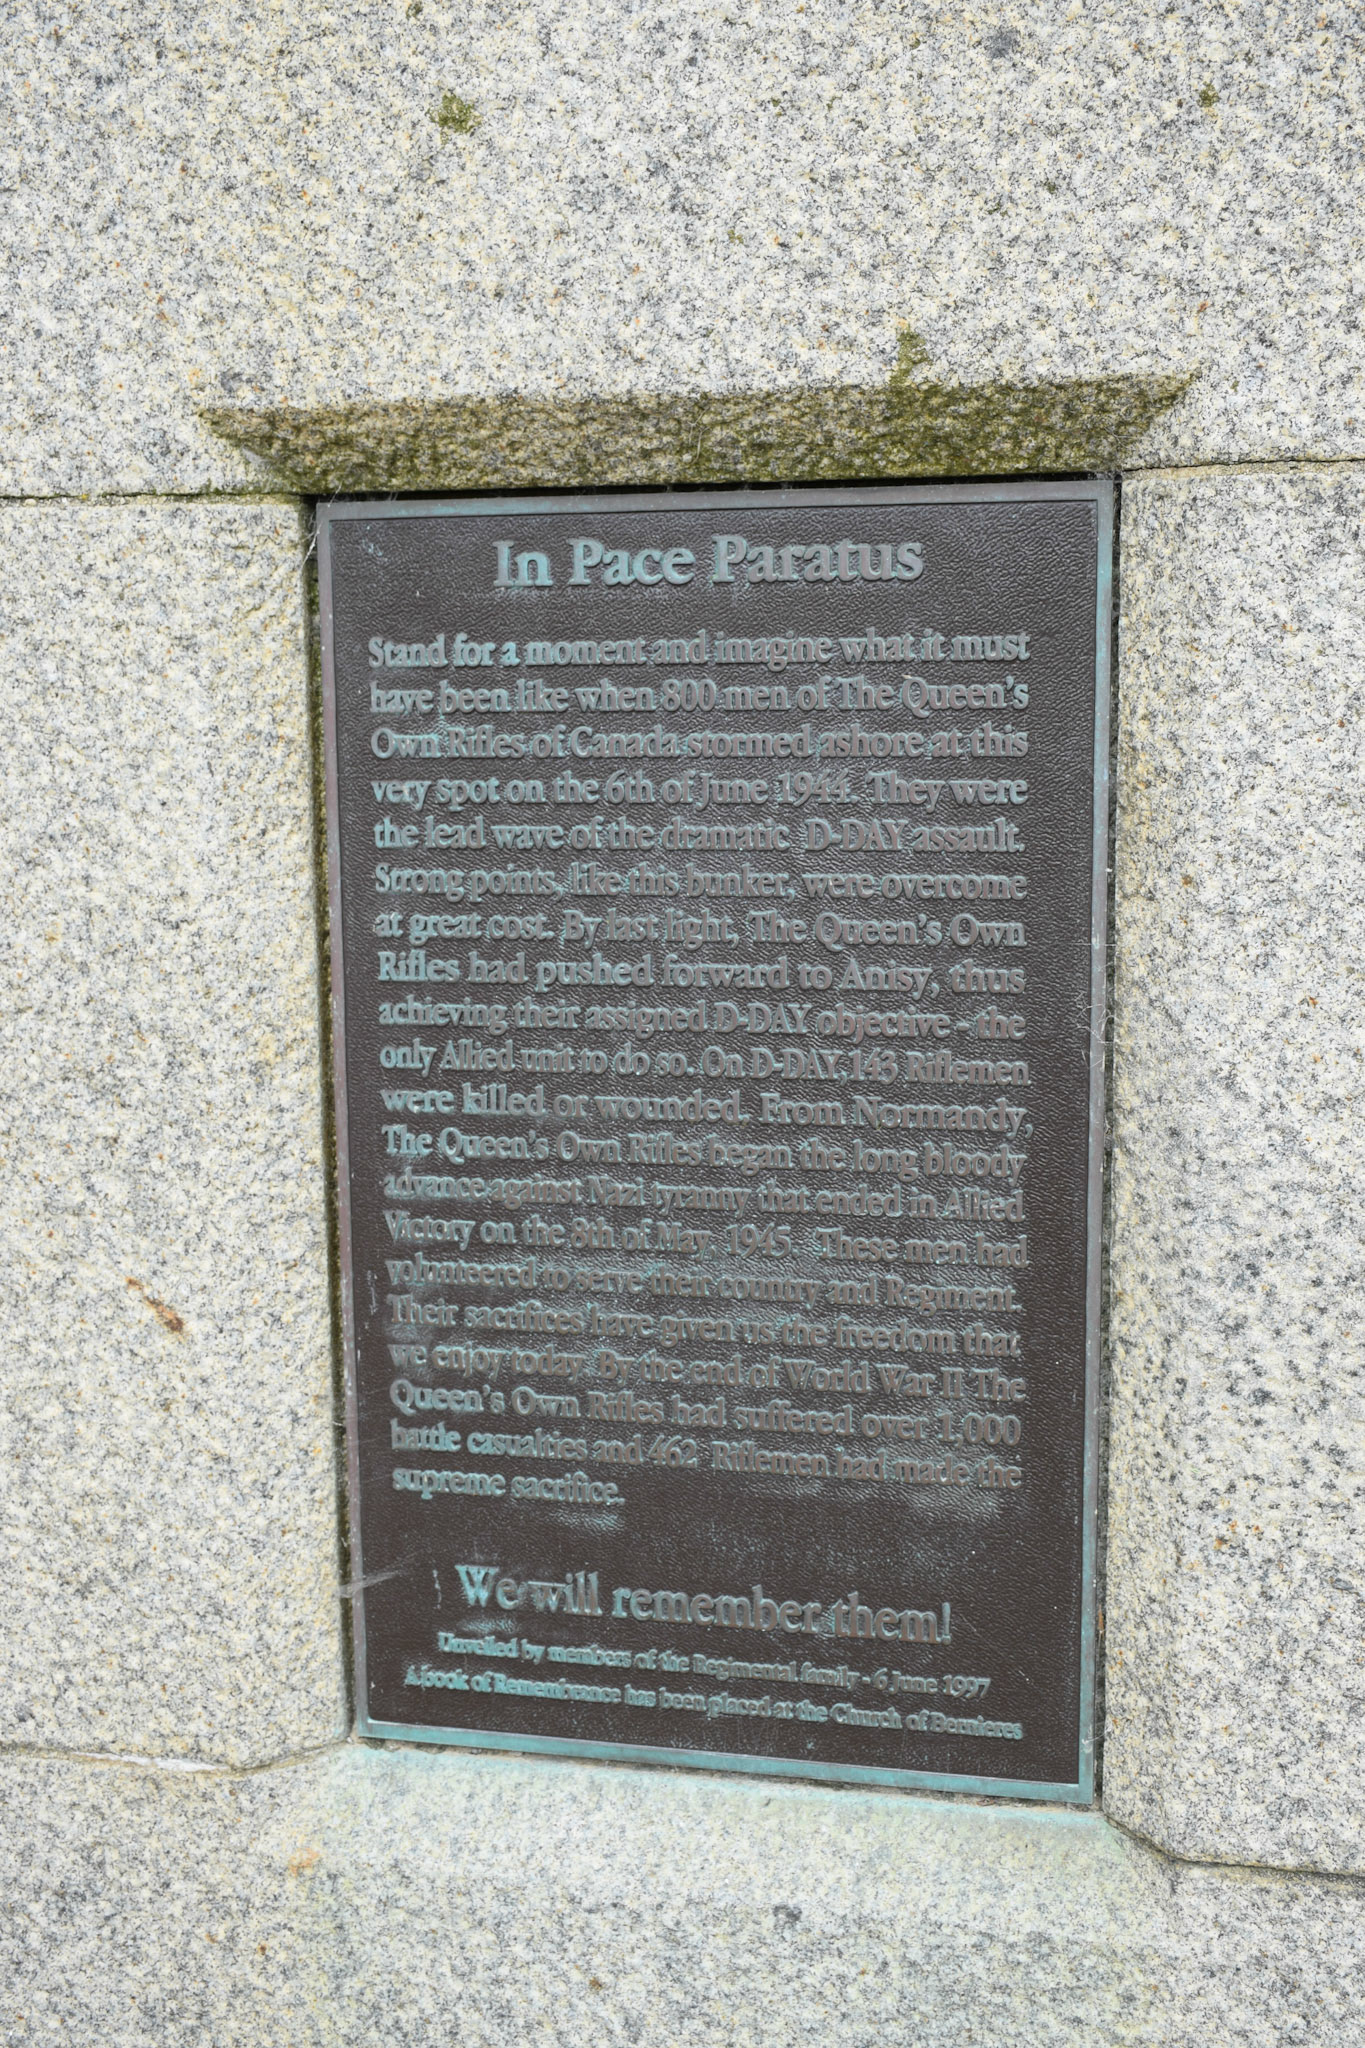 In Pace Paratus
Stand for a moment and imagine what it must
have been like when 800 men of The Queen's
Own Rifles of Canada stormed ashore at this
very spot on the 6th of June 1944. They were
the lead wave of the dramatic D-DAY assault.
Strong points, like this bunker, were overcome
at great cost. By last light, The Queen's Own
Rifles had pushed forward to Anisy, thus
achieving their assigned D-DAY objective - the
only Allied unit to do so. On D-DAY, 143 Riflemen
were killed or wounded. From Normandy,
The Queen's Own Rifles began the long bloody
advance against Nazi tyranny that ended in Allied
Victory on the 8th of May, 1945. These men had
volunteered to serve their country and Regiment.
Their sacrifices have given us the freedom that
we enjoy today. By the end of World War II The
Queen's Own Rifles had suffered over 1,000
battle casualties and 462 Riflemen had made the
supreme sacrifice.
We will remember them!
Unveiled by members of the Regimental family - 6 June 1997
A book of Remembrance has been placed at the Church of Bernieres